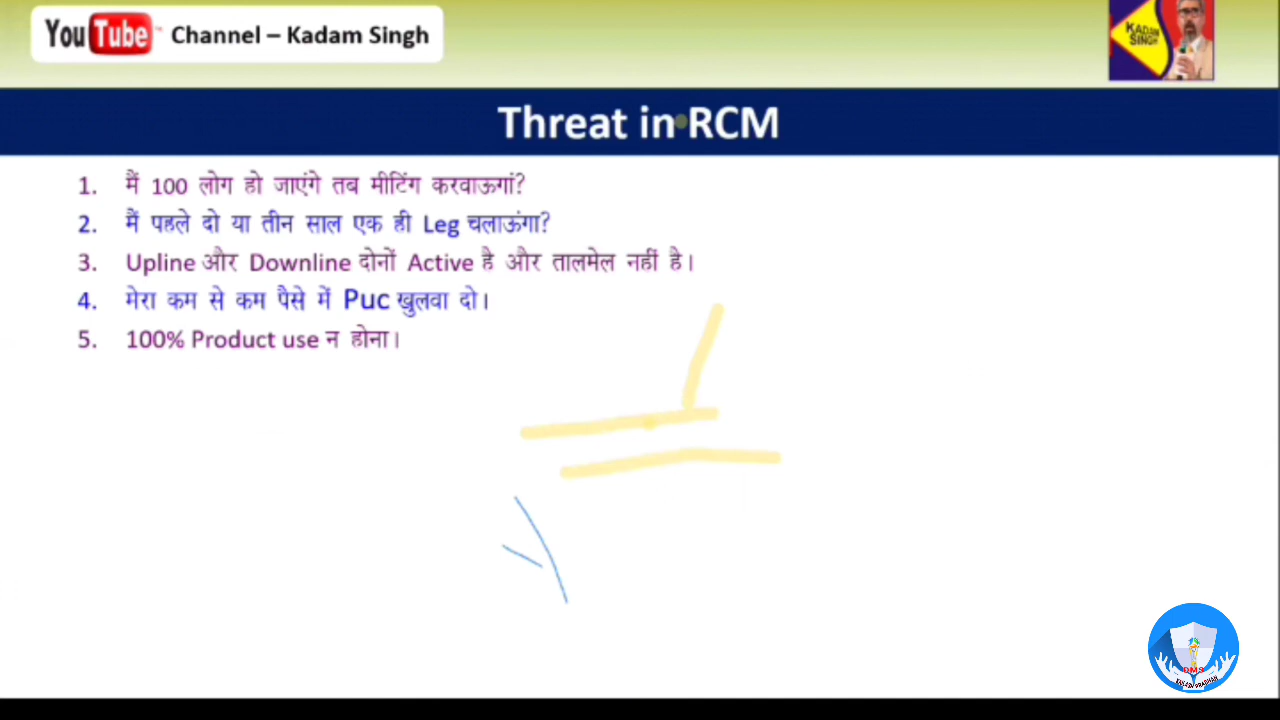 YouTube Channel – Kadam Singh
KADAM
SINGH
Threat in RCM
1. मैं 100 लोग हो जाएंगे तब मीटिंग करवाऊगां?
2. मैं पहले दो या तीन साल एक ही Leg चलाऊंगा?
3. Upline और Downline दोनों Active है और तालमेल नहीं है।
4. मेरा कम से कम पैसे में Puc खुलवा दो।
5. 100% Product use न होना।
DMS